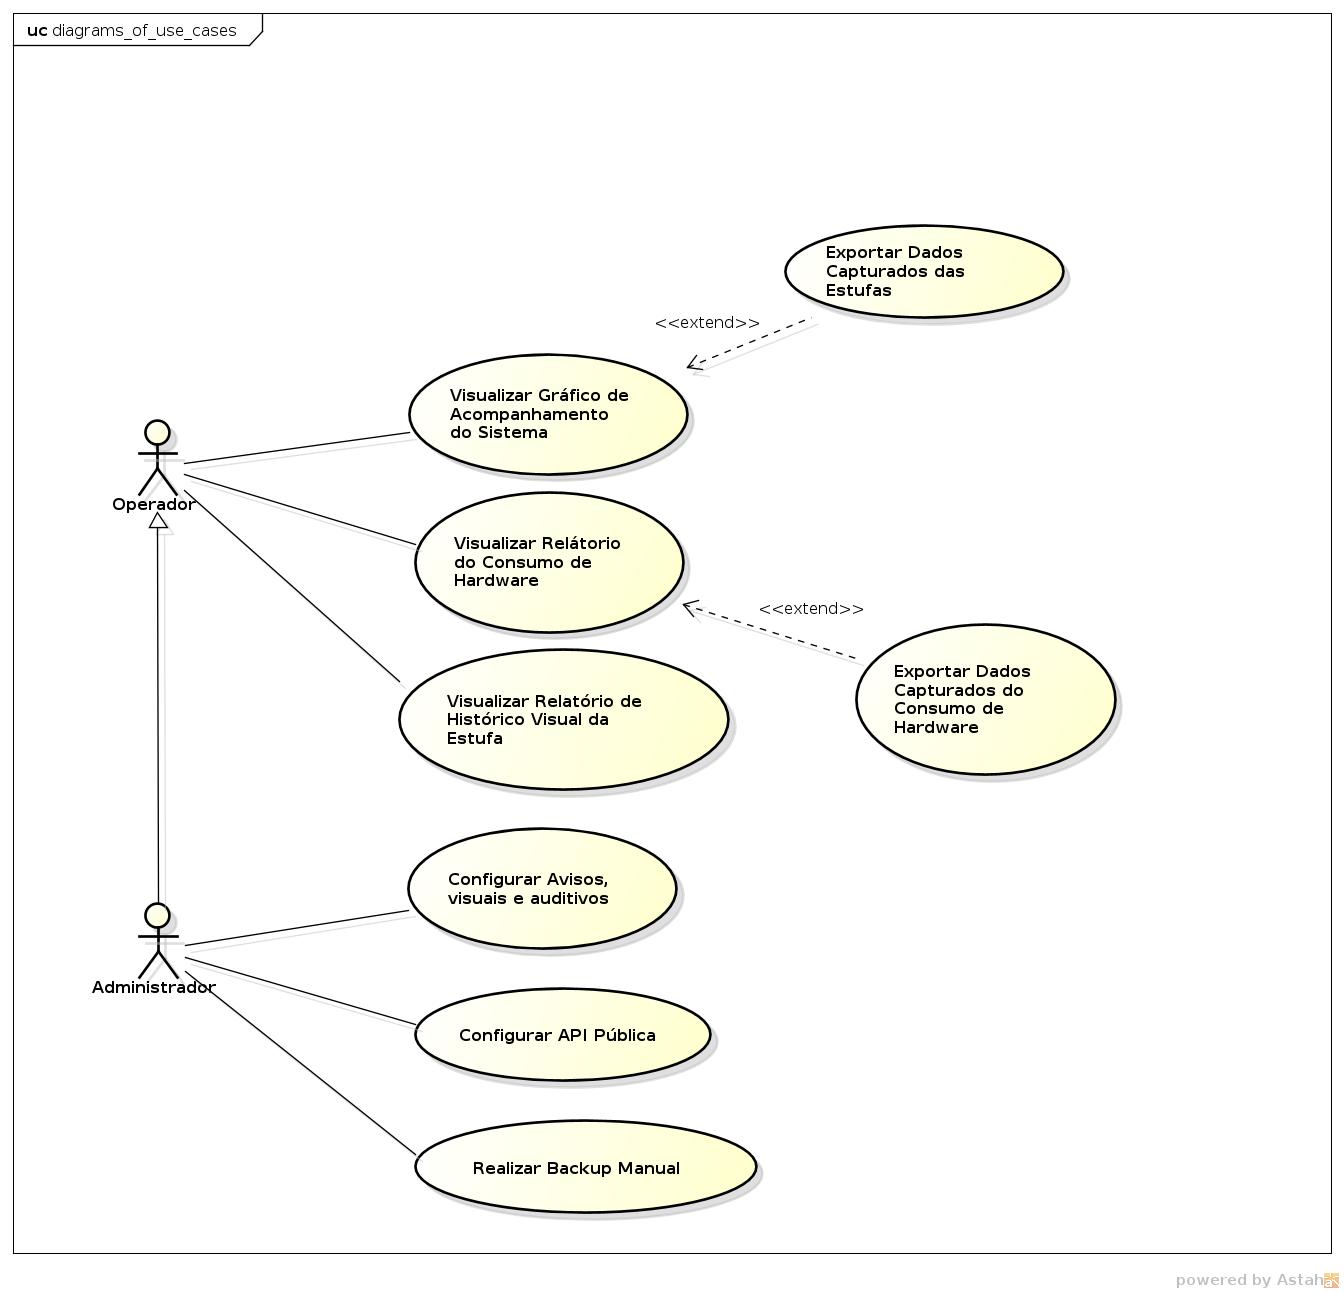 uc diagrams_of_use_cases
Exportar Dados
Capturados das
Estufas
<<extend>>
Visualizar Gráfico de
Acompanhamento
do Sistema
Operador
Visualizar Relátorio
do Consumo de
Hardware
<<extend>>
Exportar Dados
Capturados do
Consumo de
Hardware
Visualizar Relatório de
Histórico Visual da
Estufa
Configurar Avisos,
visuais e auditivos
Administrador
Configurar API Pública
Realizar Backup Manual
powered by Astah